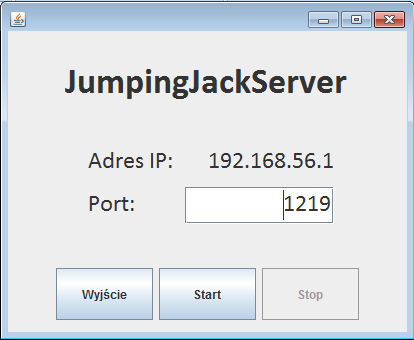 JumpingJackServer
Adres IP: 192.168.56.1
Port: 1219
Wyjście Start Stop